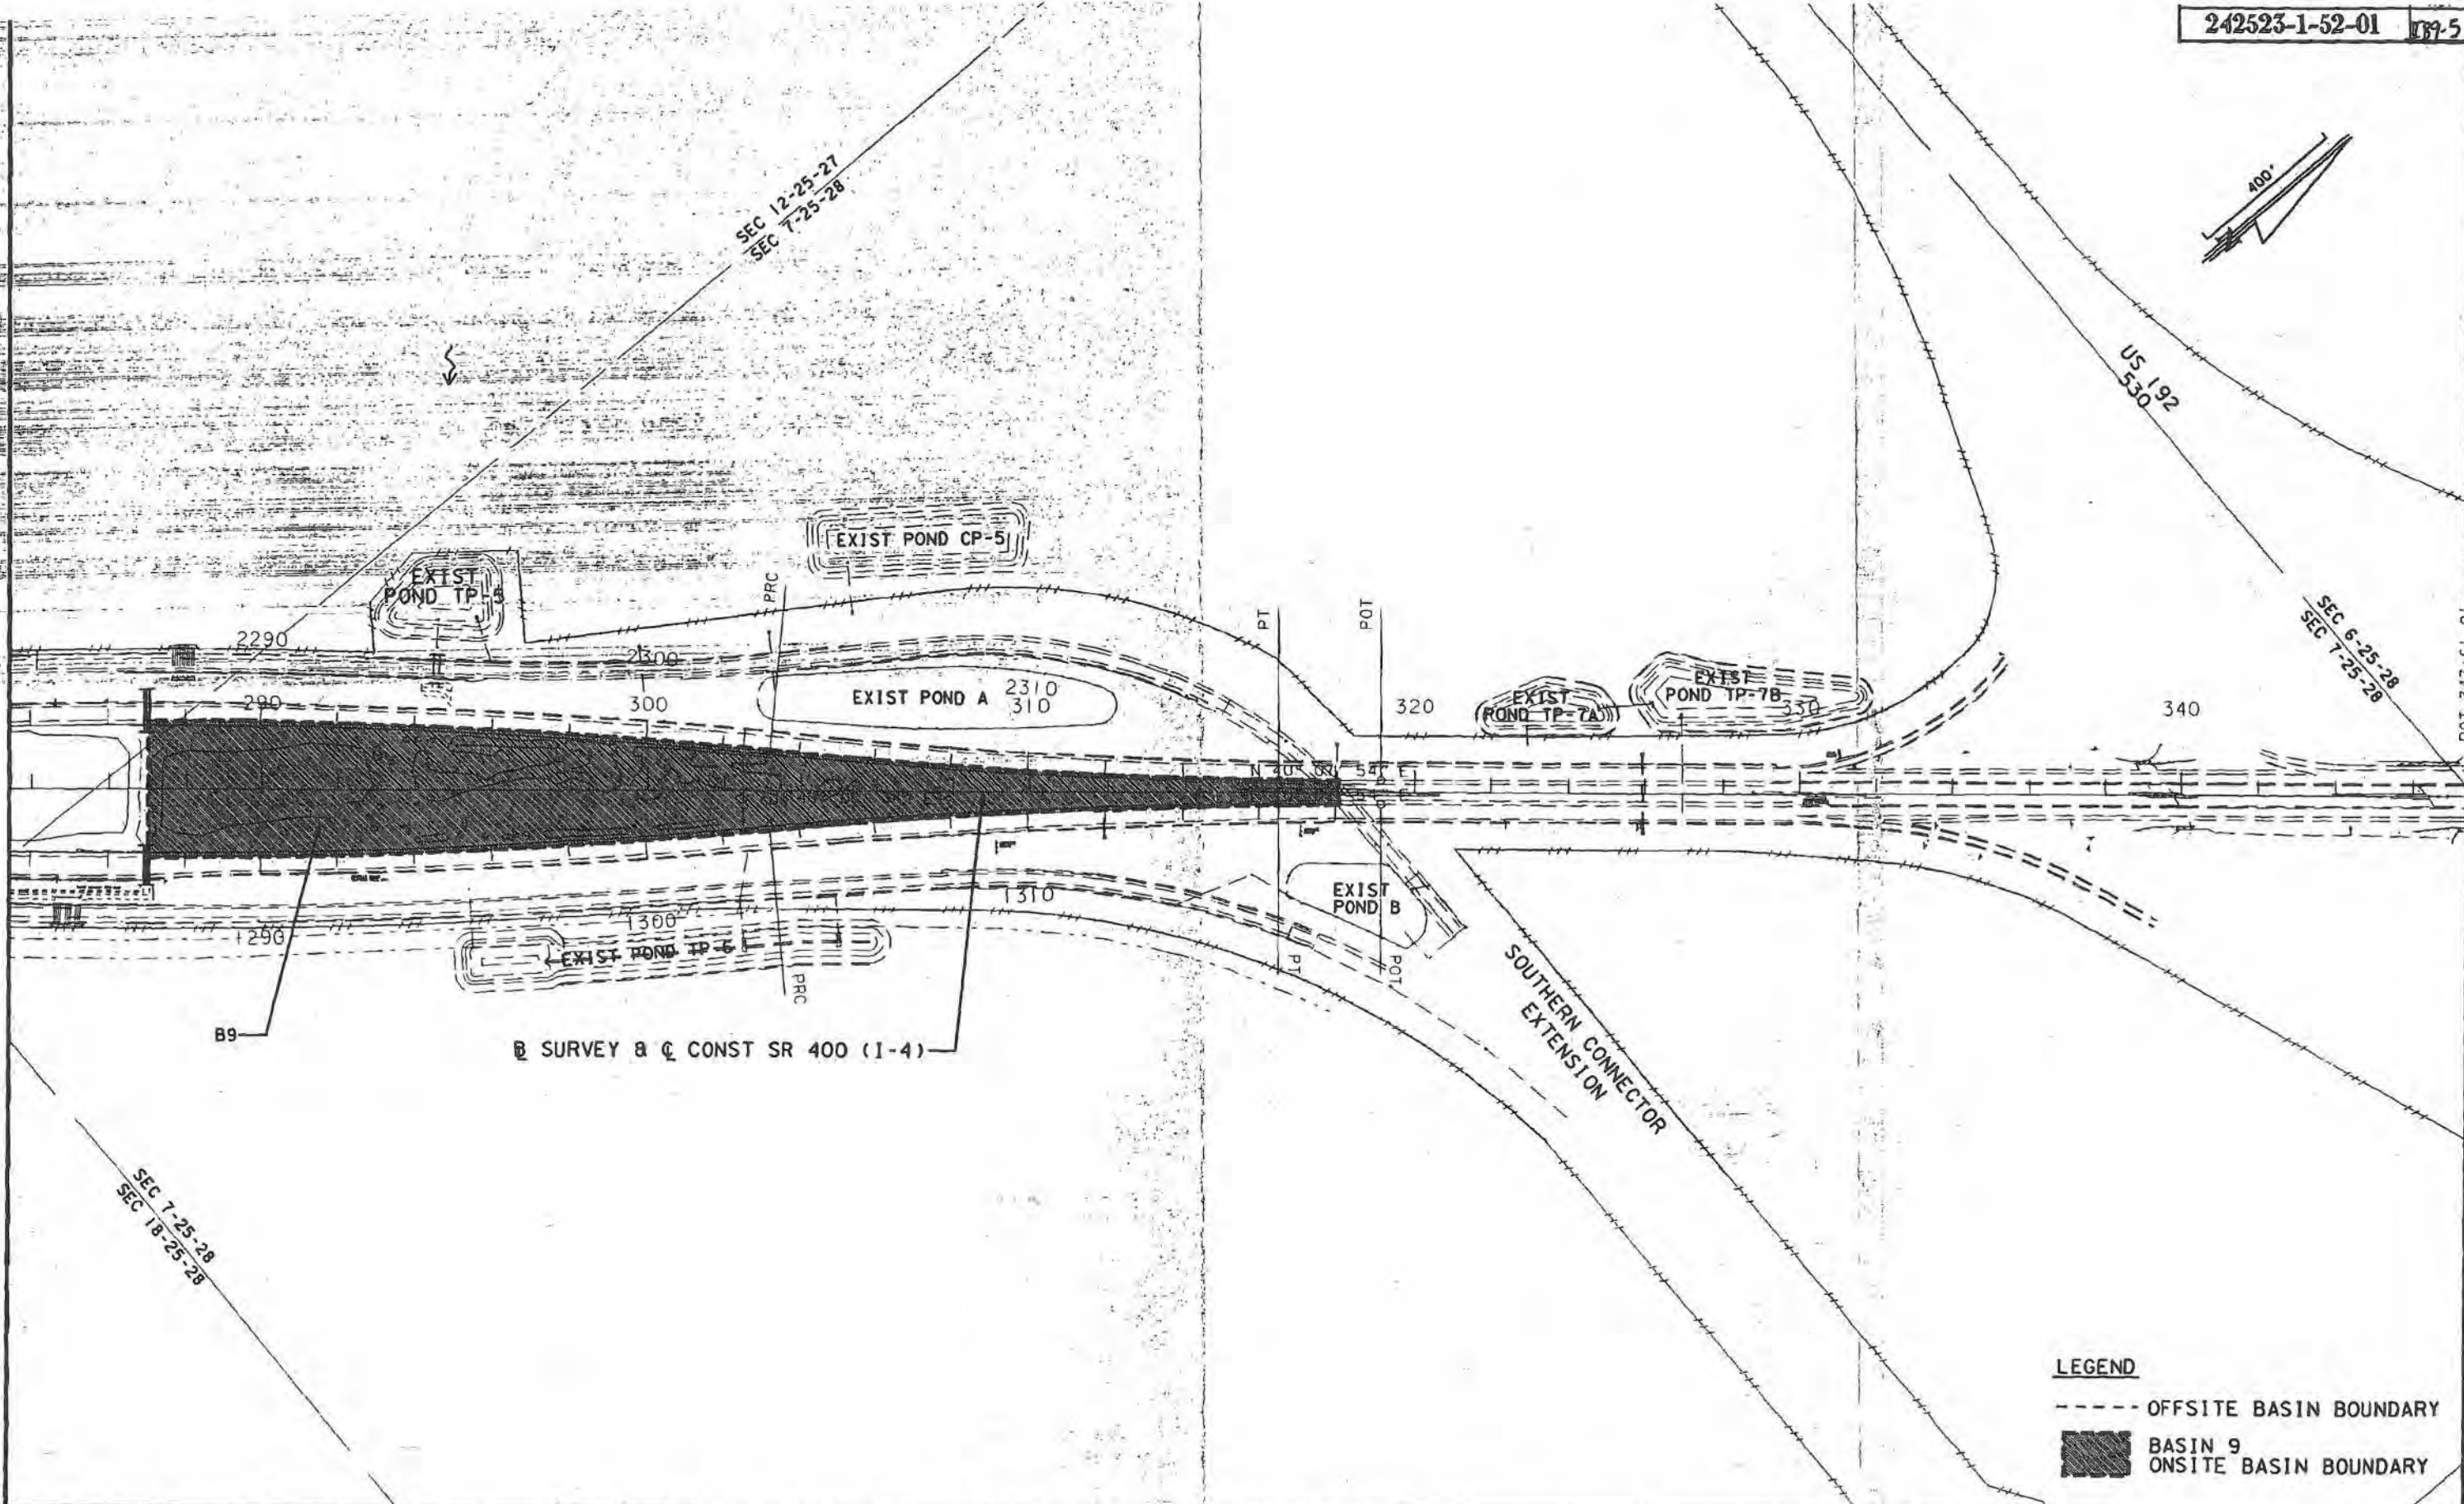 242523-1-52-01
400'
SEC 12-25-27
SEC 7-25-28
US 192
530
EXIST POND CP-5
EXIST
POND TP-5
PRC
PT
POT
SEC 6-25-28
SEC 7-25-28
2290
2300
290
300
EXIST POND A
2310
310
320
EXIST
POND TP-7A
EXIST
POND TP-7B
330
340
EXIST
POND B
1290
1300
1310
EXIST POND TP-6
PRC
PT
POT
B9
SURVEY & ℄ CONST SR 400 (I-4)
SOUTHERN CONNECTOR
EXTENSION
SEC 7-25-28
SEC 18-25-28
LEGEND
OFFSITE BASIN BOUNDARY
BASIN 9
ONSITE BASIN BOUNDARY